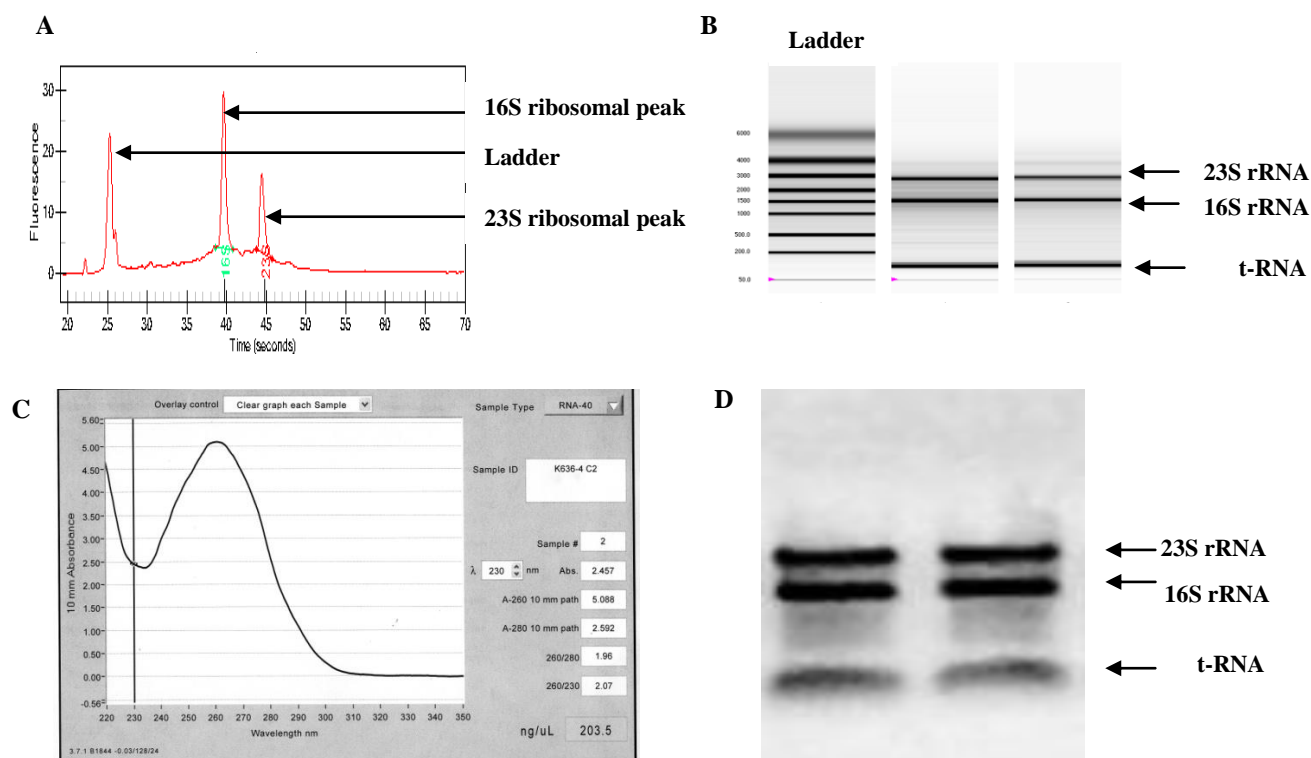 A
Fluorescence
30
20
10
0
16S
23S
20 25 30 35 40 45 50 55 60 65 70
Time (seconds)
16S ribosomal peak
Ladder
23S ribosomal peak
B
Ladder
6000
4000
3000
2000
1500
1000
500.0
200.0
50.0
23S rRNA
16S rRNA
t-RNA
C
Overlay control Clear graph each Sample
Sample Type RNA-40
10 mm Absorbance
5.60
5.00
4.50
4.00
3.50
3.00
2.50
2.00
1.50
1.00
0.50
0.00
-0.56
220 230 240 250 260 270 280 290 300 310 320 330 340 350
Wavelength nm
3.7.1 B1844 -0.03/128/24
Sample ID K636-4 C2
Sample # 2
λ 230 nm Abs. 2.457
A-260 10 mm path 5.088
A-280 10 mm path 2.592
260/280 1.96
260/230 2.07
ng/uL 203.5
D
23S rRNA
16S rRNA
t-RNA